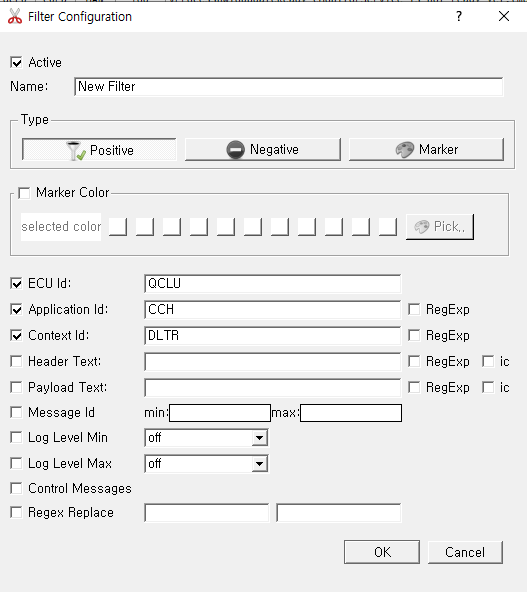 Filter Configuration
Active
Name: New Filter
Type
Positive Negative Marker
Marker Color
selected color Pick..
ECU Id: QCLU
Application Id: CCH RegExp
Context Id: DLTR RegExp
Header Text: RegExp ic
Payload Text: RegExp ic
Message Id min: max:
Log Level Min off
Log Level Max off
Control Messages
Regex Replace
OK Cancel